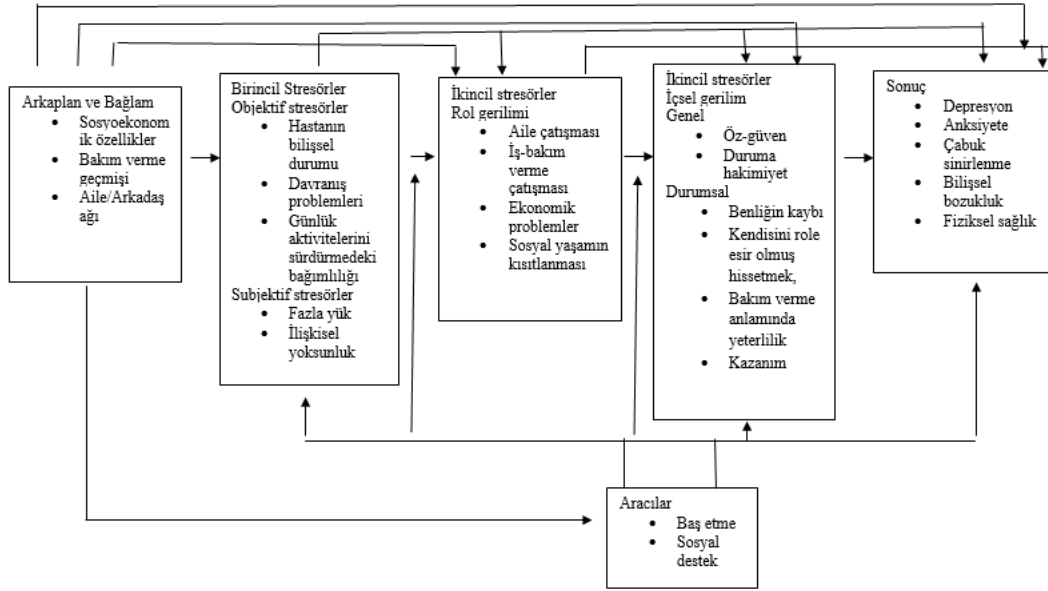 Arkaplan ve Bağlam
• Sosyoekonom
ik özellikler
• Bakım verme
geçmişi
• Aile/Arkadaş
ağı
Birincil Stresörler
Objektif stresörler
• Hastanın
bilişsel
durumu
• Davranış
problemleri
• Günlük
aktivitelerini
sürdürmedeki
bağımlılığı
Subjektif stresörler
• Fazla yük
• İlişkisel
yoksunluk
İkincil stresörler
Rol gerilimi
• Aile çatışması
• İş-bakım
verme
çatışması
• Ekonomik
problemler
• Sosyal yaşamın
kısıtlanması
İkincil stresörler
İçsel gerilim
Genel
• Öz-güven
• Duruma
hakimiyet
Durumsal
• Benliğin kaybı
• Kendisini role
esir olmuş
hissetmek,
• Bakım verme
anlamında
yeterlilik
• Kazanım
Sonuç
• Depresyon
• Anksiyete
• Çabuk
sinirlenme
• Bilişsel
bozukluk
• Fiziksel sağlık
Aracılar
• Baş etme
• Sosyal
destek